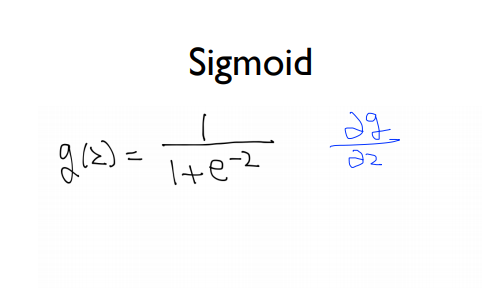 Sigmoid
g(z) = 1/(1+e^-z)
∂g/∂z